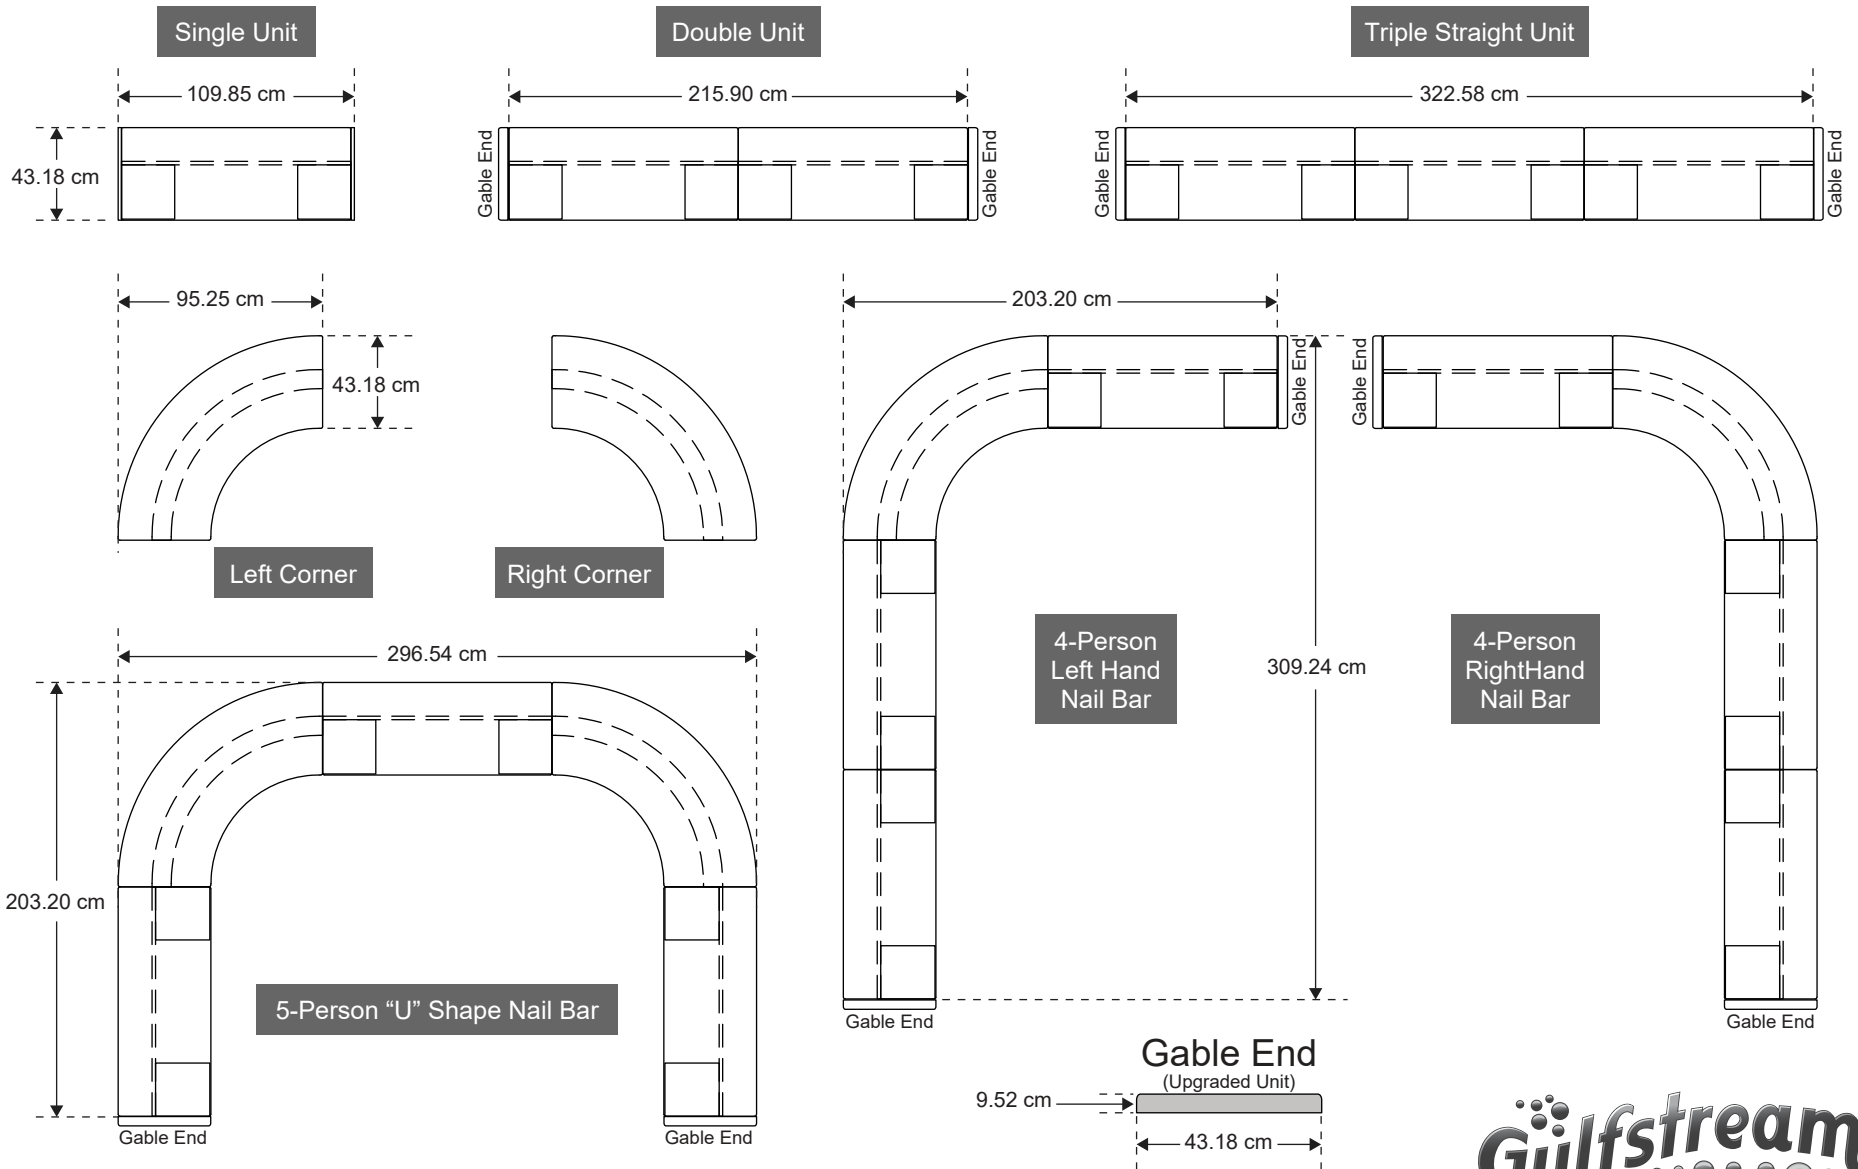 Single Unit
Double Unit
Triple Straight Unit
109.85 cm
215.90 cm
322.58 cm
43.18 cm
Gable End
Gable End
Gable End
Gable End
95.25 cm
203.20 cm
43.18 cm
Gable End
Gable End
Left Corner
Right Corner
296.54 cm
4-Person
Left Hand
Nail Bar
309.24 cm
4-Person
RightHand
Nail Bar
203.20 cm
5-Person “U” Shape Nail Bar
Gable End
Gable End
Gable End
Gable End
Gable End
(Upgraded Unit)
9.52 cm
43.18 cm
Gulfstream